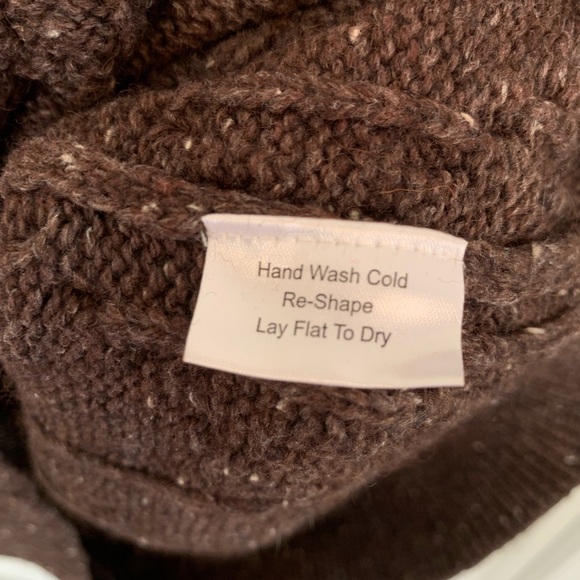 Hand Wash Cold
Re-Shape
Lay Flat To Dry